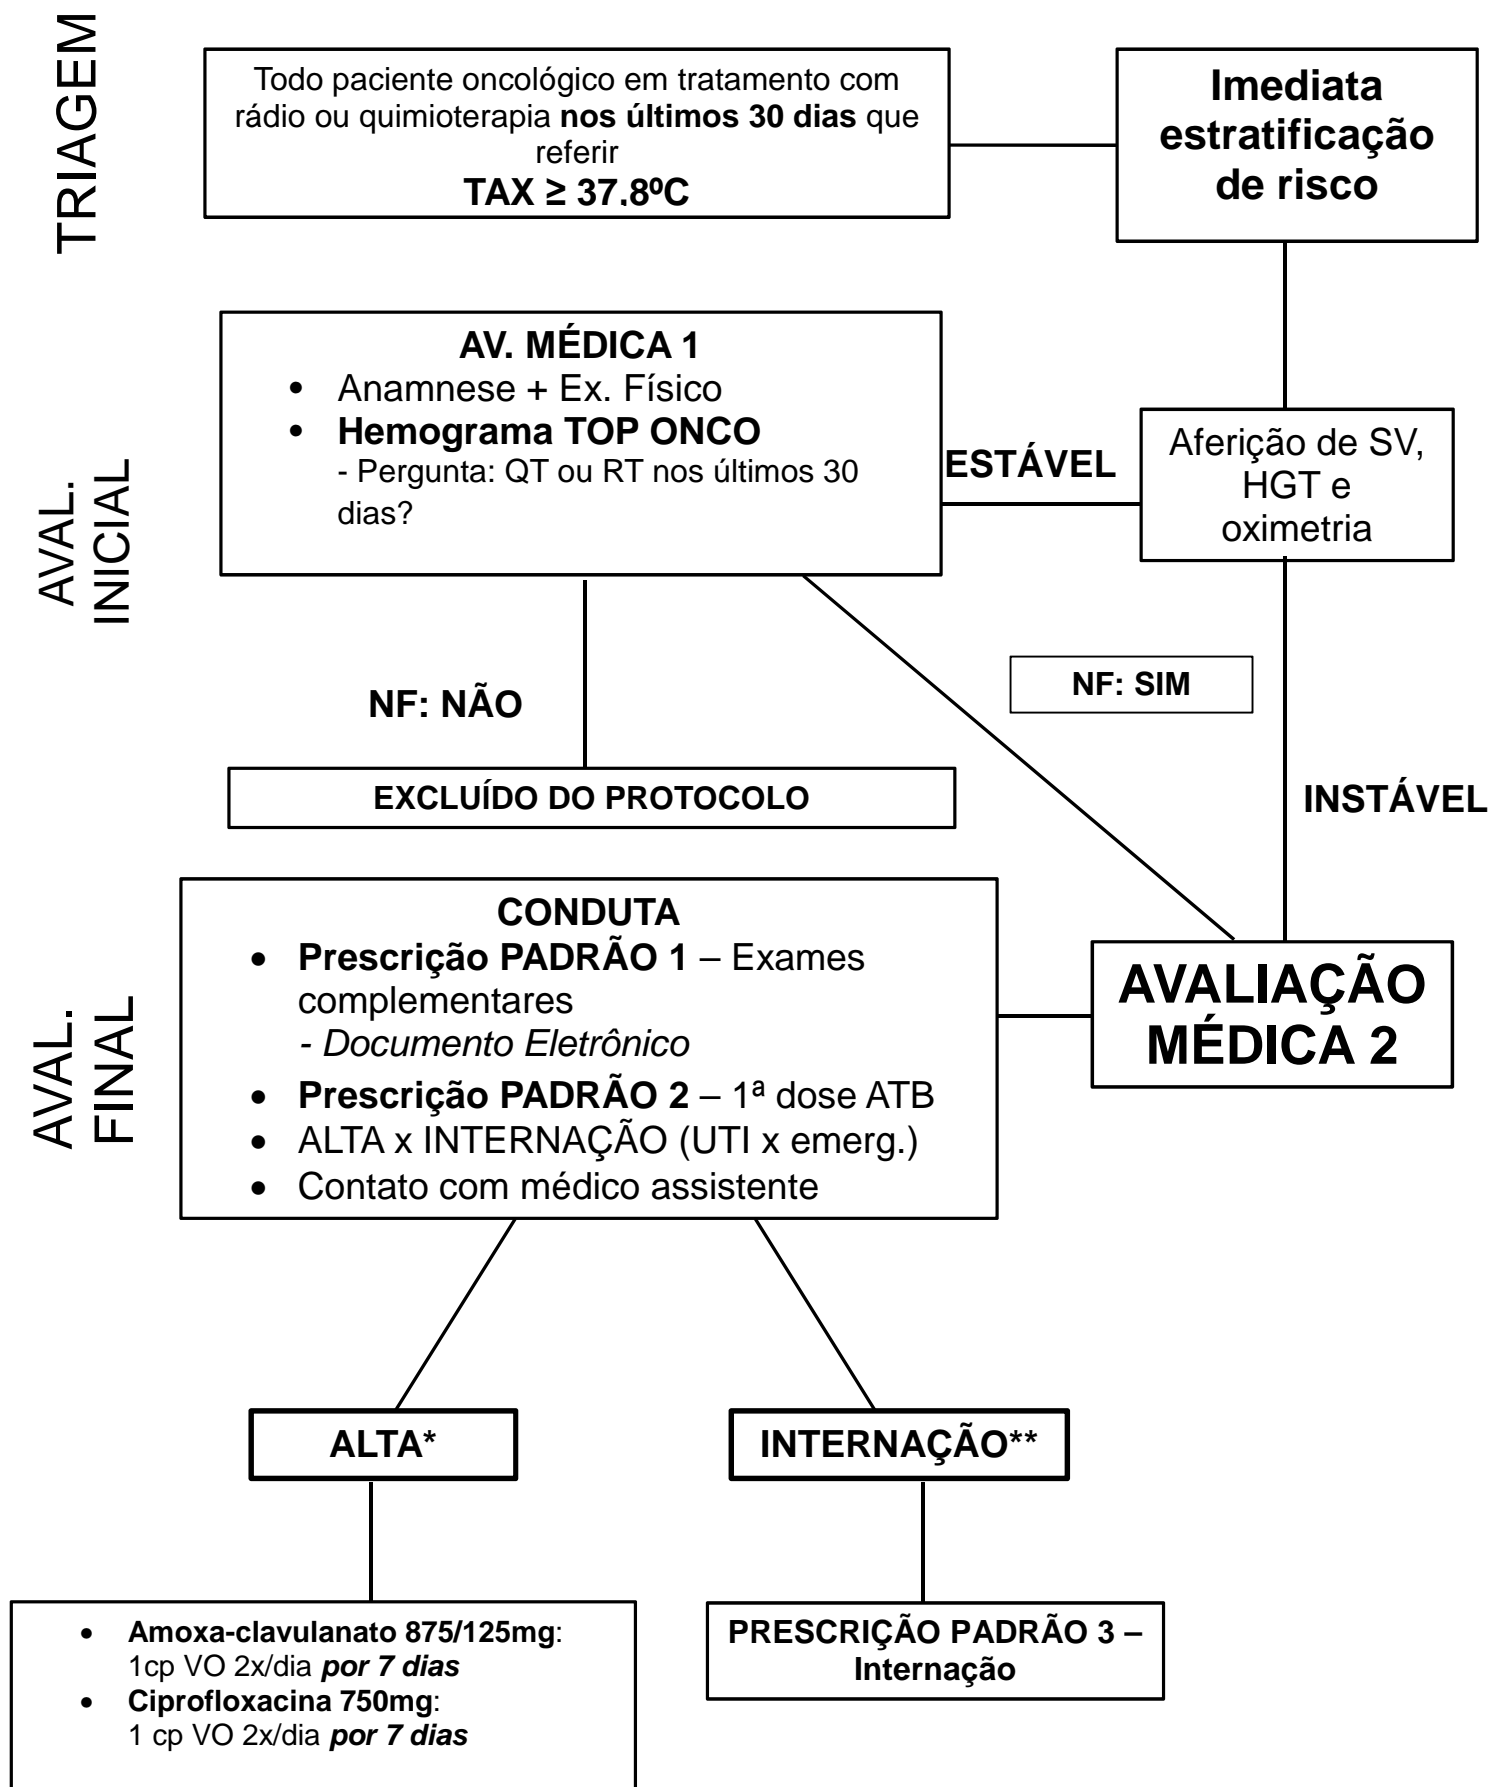 TRIAGEM
Todo paciente oncológico em tratamento com
rádio ou quimioterapia nos últimos 30 dias que
referir
TAX ≥ 37,8ºC
Imediata
estratificação
de risco
AVAL.
INICIAL
AV. MÉDICA 1
• Anamnese + Ex. Físico
• Hemograma TOP ONCO
- Pergunta: QT ou RT nos últimos 30
dias?
ESTÁVEL
Aferição de SV,
HGT e
oximetria
NF: NÃO
NF: SIM
EXCLUÍDO DO PROTOCOLO
INSTÁVEL
AVAL.
FINAL
CONDUTA
• Prescrição PADRÃO 1 – Exames
complementares
- Documento Eletrônico
• Prescrição PADRÃO 2 – 1ª dose ATB
• ALTA x INTERNAÇÃO (UTI x emerg.)
• Contato com médico assistente
AVALIAÇÃO
MÉDICA 2
ALTA*
INTERNAÇÃO**
• Amoxa-clavulanato 875/125mg:
1cp VO 2x/dia por 7 dias
• Ciprofloxacina 750mg:
1 cp VO 2x/dia por 7 dias
PRESCRIÇÃO PADRÃO 3 –
Internação